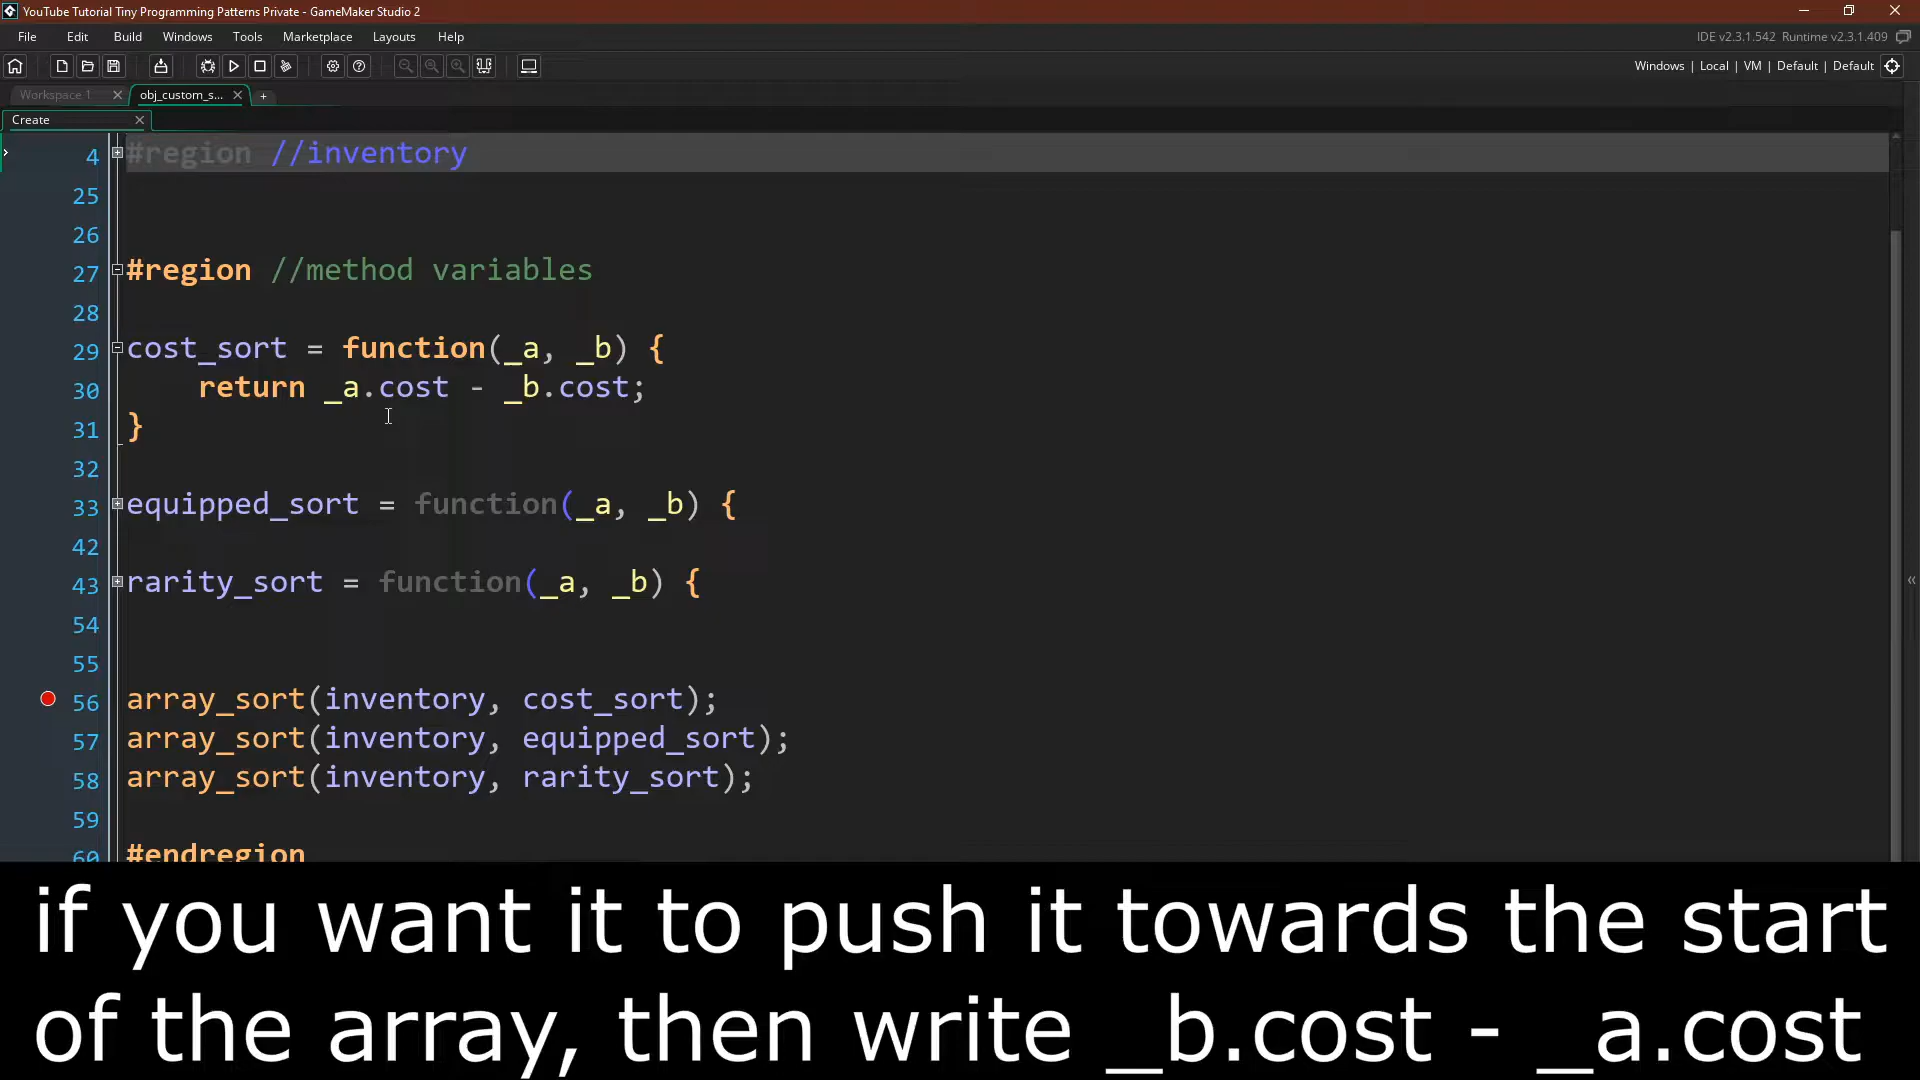 YouTube Tutorial Tiny Programming Patterns Private - GameMaker Studio 2
File Edit Build Windows Tools Marketplace Layouts Help
IDE v2.3.1.542 Runtime v2.3.1.409
Windows | Local | VM | Default | Default
Workspace 1
obj_custom_s...
Create
4 #region //inventory
25
26
27 #region //method variables
28
29 cost_sort = function(_a, _b) {
30 return _a.cost - _b.cost;
31 }
32
33 equipped_sort = function(_a, _b) {
42
43 rarity_sort = function(_a, _b) {
54
55
56 array_sort(inventory, cost_sort);
57 array_sort(inventory, equipped_sort);
58 array_sort(inventory, rarity_sort);
59
60 #endregion
if you want it to push it towards the start
of the array, then write _b.cost - _a.cost